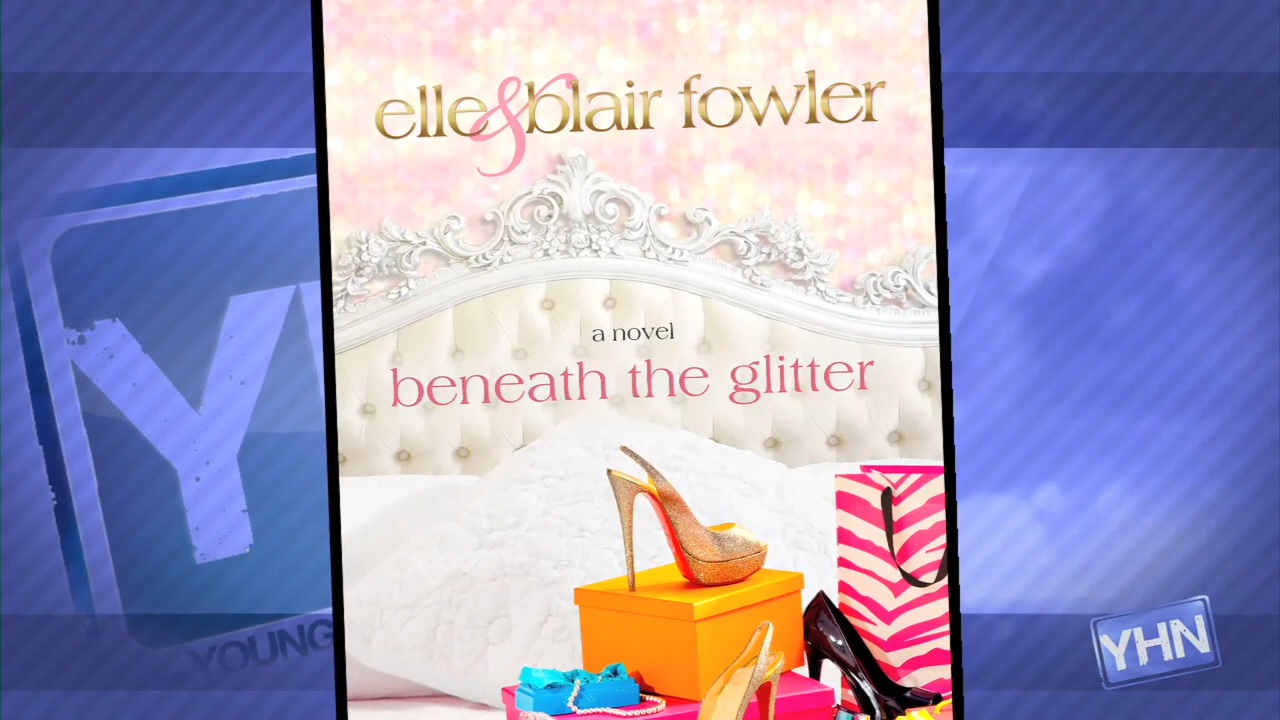 elle & blair fowler
a novel
beneath the glitter
Y
YOUNG
YHN